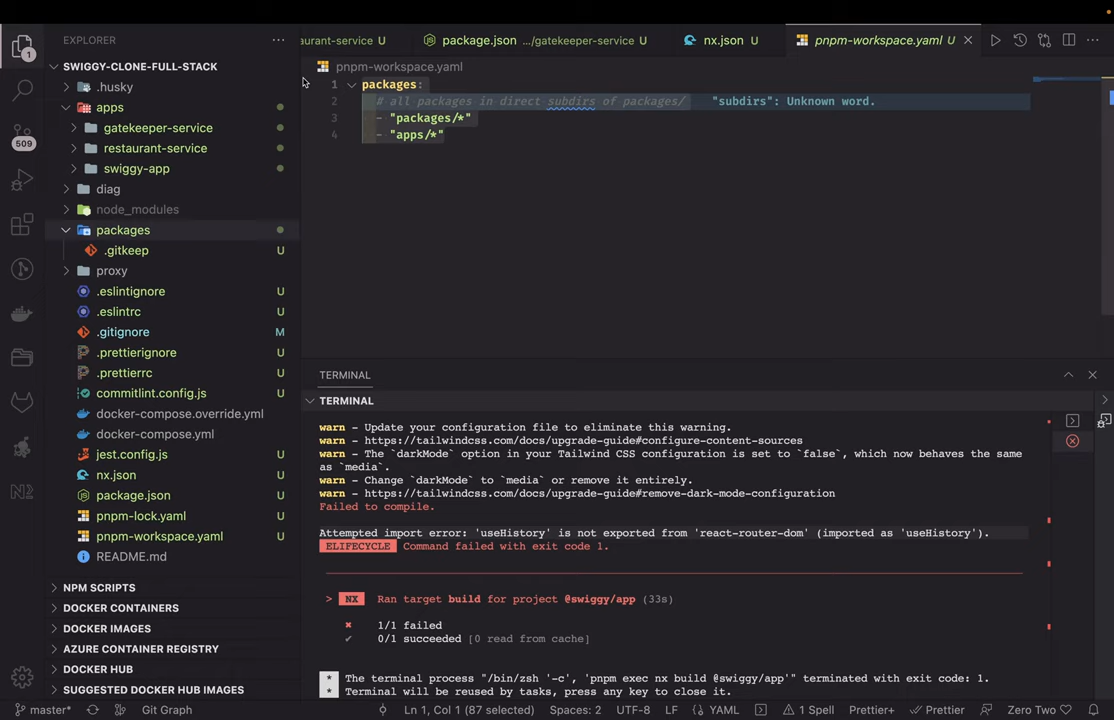 EXPLORER
SWIGGY-CLONE-FULL-STACK
.husky
apps
gatekeeper-service
restaurant-service
swiggy-app
diag
node_modules
packages
.gitkeep U
proxy
.eslintignore U
.eslintrc U
.gitignore M
.prettierignore U
.prettierrc U
commitlint.config.js U
docker-compose.override.yml
docker-compose.yml
jest.config.js U
nx.json U
package.json U
pnpm-lock.yaml U
pnpm-workspace.yaml U
README.md
NPM SCRIPTS
DOCKER CONTAINERS
DOCKER IMAGES
AZURE CONTAINER REGISTRY
DOCKER HUB
SUGGESTED DOCKER HUB IMAGES
1
509
aurant-service U package.json .../gatekeeper-service U nx.json U pnpm-workspace.yaml U
pnpm-workspace.yaml
1 packages:
2 # all packages in direct subdirs of packages/ "subdirs": Unknown word.
3 - "packages/*"
4 - "apps/*"
TERMINAL
TERMINAL
warn - Update your configuration file to eliminate this warning.
warn - https://tailwindcss.com/docs/upgrade-guide#configure-content-sources
warn - The `darkMode` option in your Tailwind CSS configuration is set to `false`, which now behaves the same
as `media`.
warn - Change `darkMode` to `media` or remove it entirely.
warn - https://tailwindcss.com/docs/upgrade-guide#remove-dark-mode-configuration
Failed to compile.
Attempted import error: 'useHistory' is not exported from 'react-router-dom' (imported as 'useHistory').
ELIFECYCLE Command failed with exit code 1.
> NX Ran target build for project @swiggy/app (33s)
✖ 1/1 failed
✔ 0/1 succeeded [0 read from cache]
* The terminal process "/bin/zsh '-c', 'pnpm exec nx build @swiggy/app'" terminated with exit code: 1.
* Terminal will be reused by tasks, press any key to close it.
master* Git Graph Ln 1, Col 1 (87 selected) Spaces: 2 UTF-8 LF {} YAML 1 Spell Prettier+ Prettier Zero Two